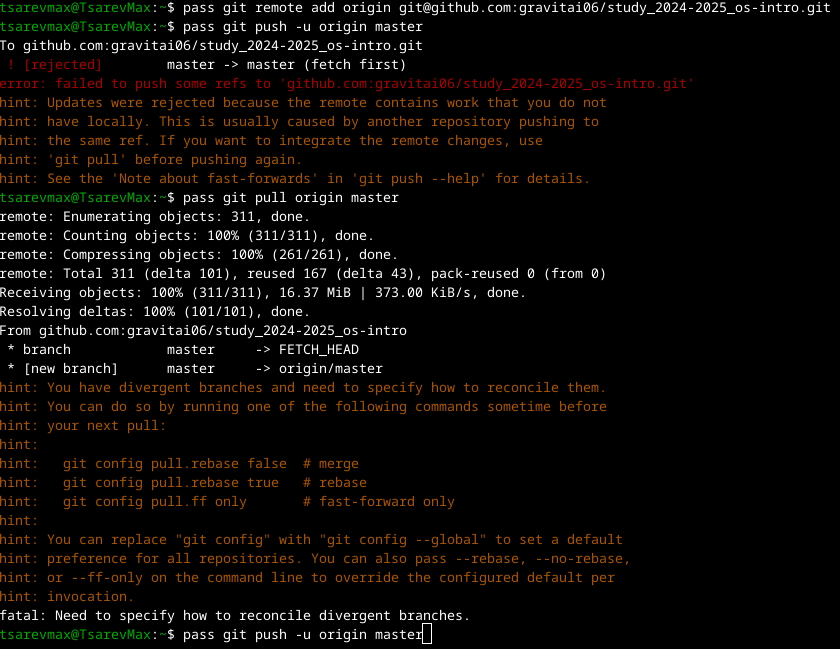 tsarevmax@TsarevMax:~$ pass git remote add origin git@github.com:gravitai06/study_2024-2025_os-intro.git
tsarevmax@TsarevMax:~$ pass git push -u origin master
To github.com:gravitai06/study_2024-2025_os-intro.git
 ! [rejected]        master -> master (fetch first)
error: failed to push some refs to 'github.com:gravitai06/study_2024-2025_os-intro.git'
hint: Updates were rejected because the remote contains work that you do not
hint: have locally. This is usually caused by another repository pushing to
hint: the same ref. If you want to integrate the remote changes, use
hint: 'git pull' before pushing again.
hint: See the 'Note about fast-forwards' in 'git push --help' for details.
tsarevmax@TsarevMax:~$ pass git pull origin master
remote: Enumerating objects: 311, done.
remote: Counting objects: 100% (311/311), done.
remote: Compressing objects: 100% (261/261), done.
remote: Total 311 (delta 101), reused 167 (delta 43), pack-reused 0 (from 0)
Receiving objects: 100% (311/311), 16.37 MiB | 373.00 KiB/s, done.
Resolving deltas: 100% (101/101), done.
From github.com:gravitai06/study_2024-2025_os-intro
 * branch            master     -> FETCH_HEAD
 * [new branch]      master     -> origin/master
hint: You have divergent branches and need to specify how to reconcile them.
hint: You can do so by running one of the following commands sometime before
hint: your next pull:
hint:
hint:   git config pull.rebase false  # merge
hint:   git config pull.rebase true   # rebase
hint:   git config pull.ff only       # fast-forward only
hint:
hint: You can replace "git config" with "git config --global" to set a default
hint: preference for all repositories. You can also pass --rebase, --no-rebase,
hint: or --ff-only on the command line to override the configured default per
hint: invocation.
fatal: Need to specify how to reconcile divergent branches.
tsarevmax@TsarevMax:~$ pass git push -u origin master